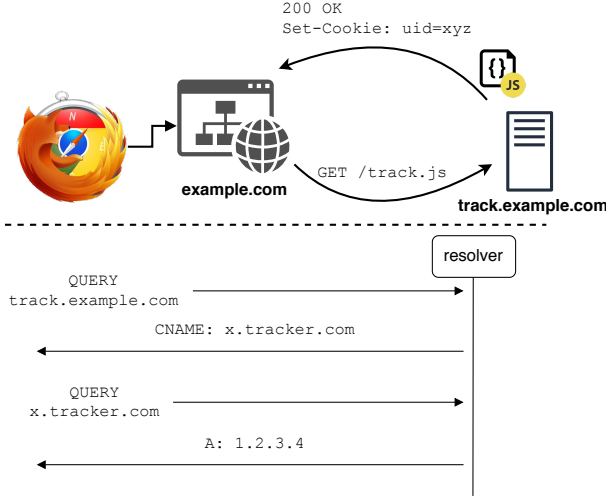 200 OK
Set-Cookie: uid=xyz
{}
JS
N
example.com
GET /track.js
track.example.com
resolver
QUERY
track.example.com
CNAME: x.tracker.com
QUERY
x.tracker.com
A: 1.2.3.4